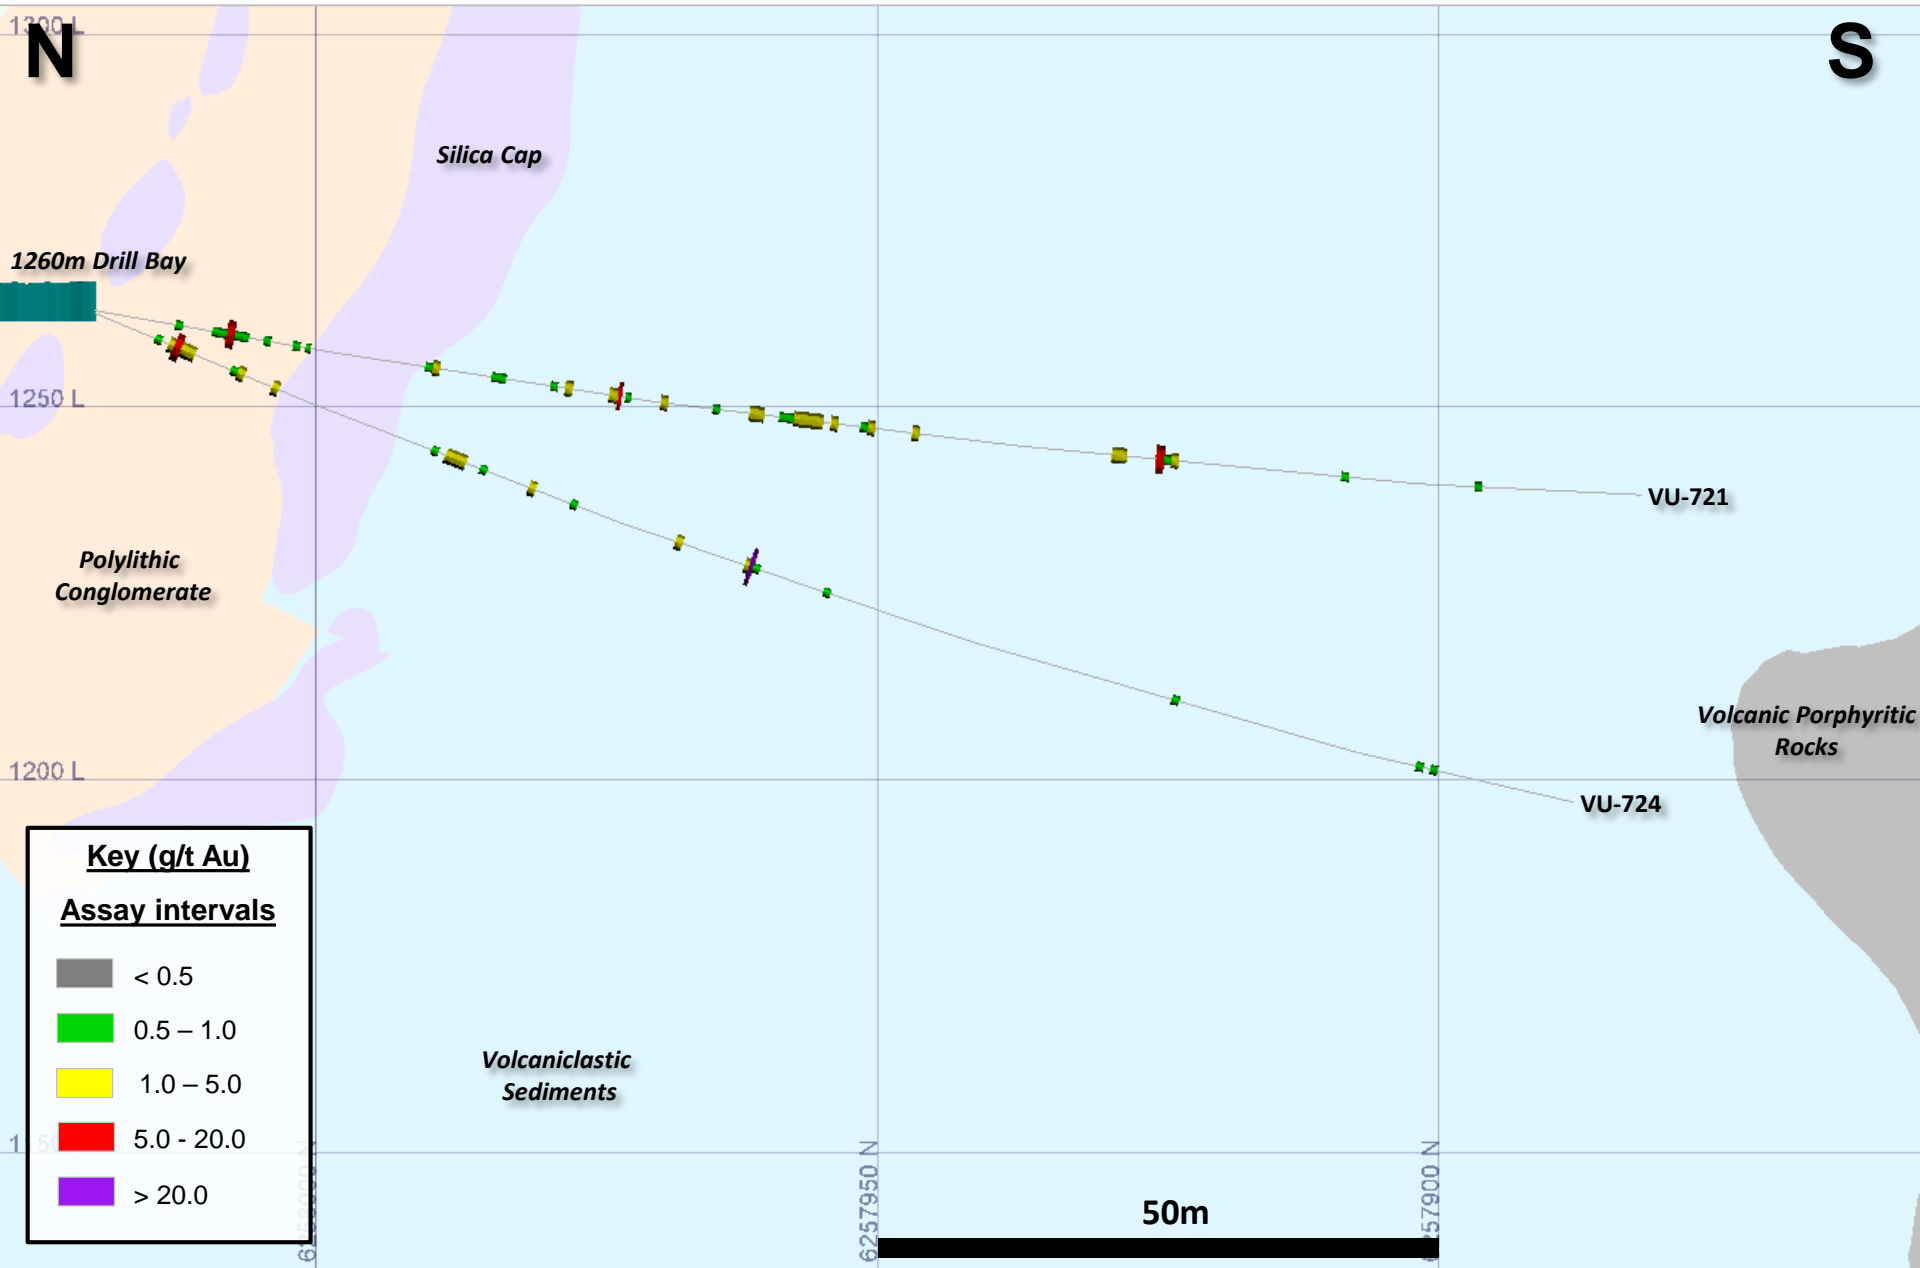 1300 L
N
S
Silica Cap
1260m Drill Bay
1250 L
VU-721
Polylithic
Conglomerate
Volcanic Porphyritic
Rocks
1200 L
VU-724
Key (g/t Au)
Assay intervals
< 0.5
0.5 – 1.0
1.0 – 5.0
5.0 - 20.0
> 20.0
Volcaniclastic
Sediments
6258000 N
6257950 N
6257900 N
50m